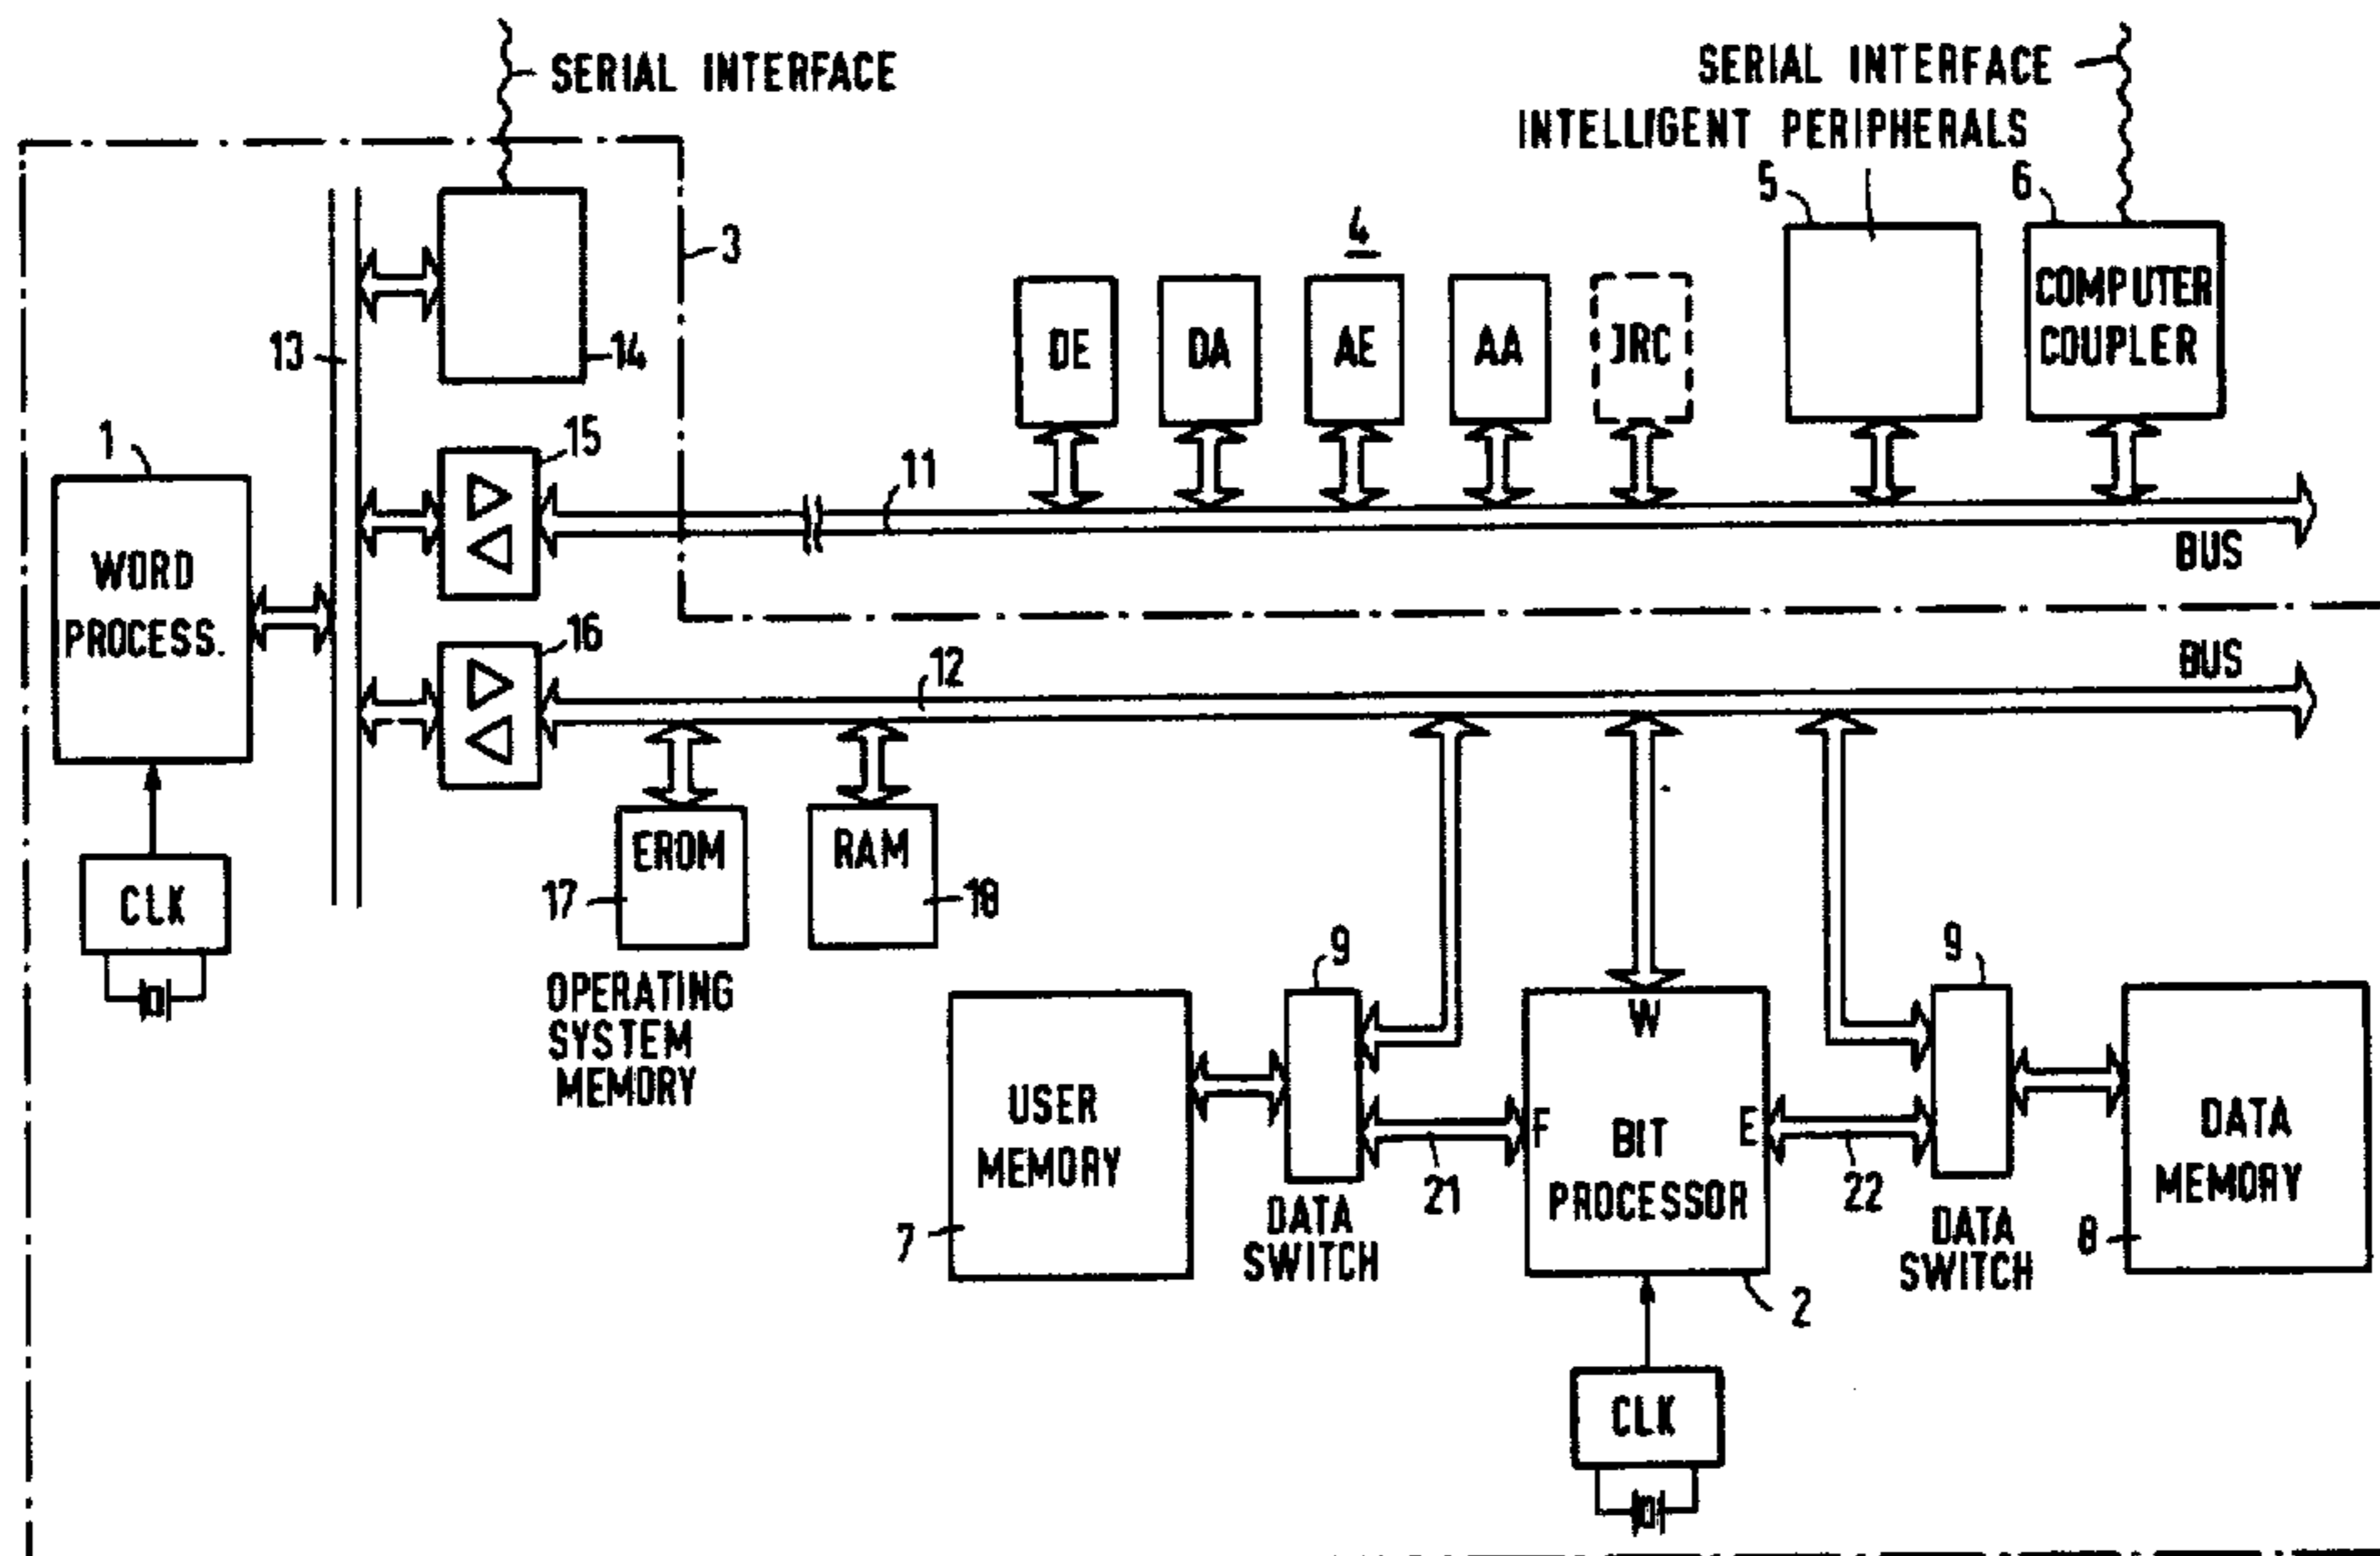 SERIAL INTERFACE
SERIAL INTERFACE
INTELLIGENT PERIPHERALS
3
4
5
6
13
14
DE
DA
AE
AA
JRC
COMPUTER
COUPLER
1
15
11
WORD
PROCESS.
BUS
16
12
BUS
CLK
17
EROM
RAM
18
OPERATING
SYSTEM
MEMORY
9
9
USER
MEMORY
7
DATA
SWITCH
21
W
F
E
BIT
PROCESSOR
2
22
DATA
SWITCH
DATA
MEMORY
8
CLK